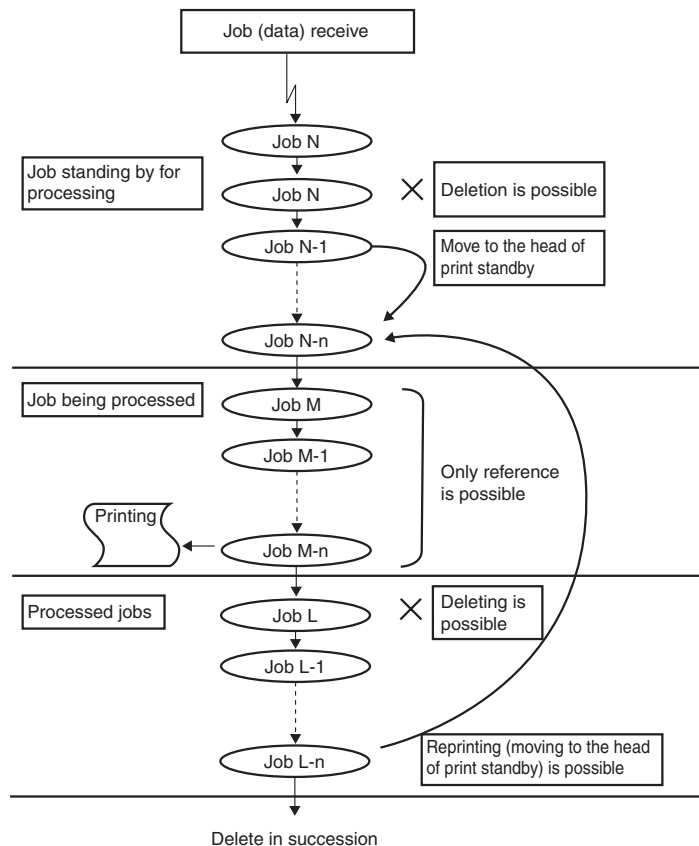 Job (data) receive
Job N
Job standing by for
processing
Job N
Deletion is possible
Job N-1
Move to the head of
print standby
Job N-n
Job being processed
Job M
Job M-1
Only reference
is possible
Printing
Job M-n
Processed jobs
Job L
Deleting is
possible
Job L-1
Job L-n
Reprinting (moving to the head
of print standby) is possible
Delete in succession